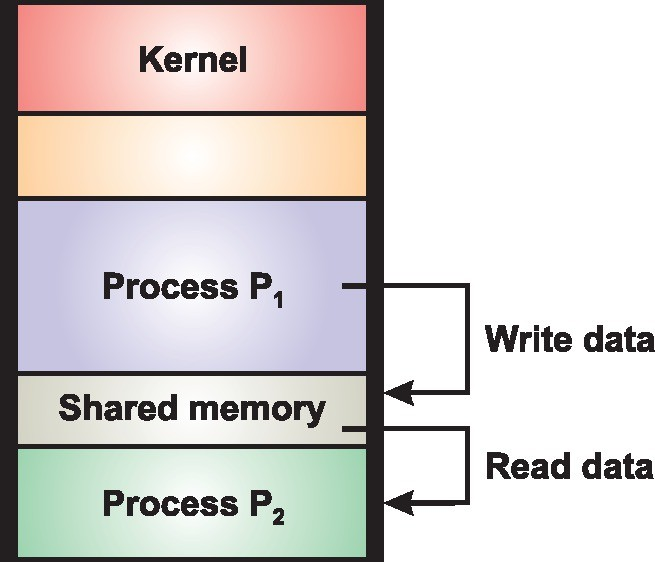 Kernel
Process P₁
Write data
Shared memory
Read data
Process P₂